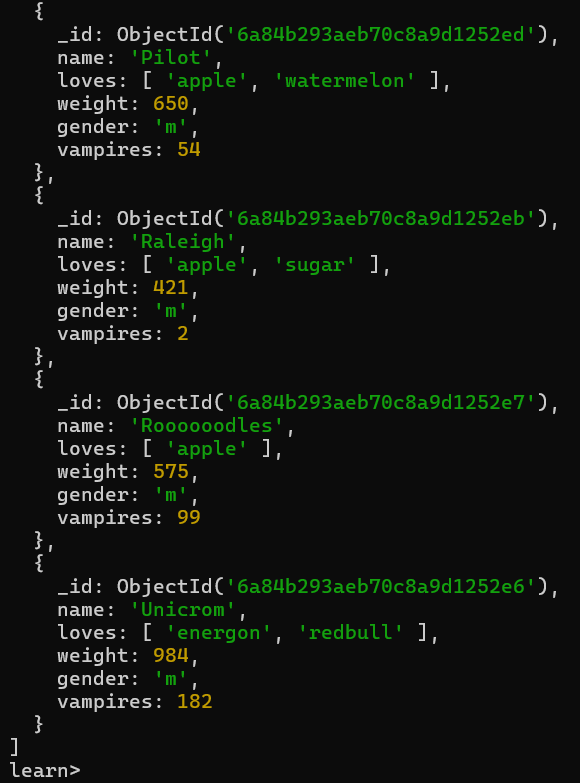 {
_id: ObjectId('6a84b293aeb70c8a9d1252ed'),
name: 'Pilot',
loves: [ 'apple', 'watermelon' ],
weight: 650,
gender: 'm',
vampires: 54
},
{
_id: ObjectId('6a84b293aeb70c8a9d1252eb'),
name: 'Raleigh',
loves: [ 'apple', 'sugar' ],
weight: 421,
gender: 'm',
vampires: 2
},
{
_id: ObjectId('6a84b293aeb70c8a9d1252e7'),
name: 'Roooooodles',
loves: [ 'apple' ],
weight: 575,
gender: 'm',
vampires: 99
},
{
_id: ObjectId('6a84b293aeb70c8a9d1252e6'),
name: 'Unicrom',
loves: [ 'energon', 'redbull' ],
weight: 984,
gender: 'm',
vampires: 182
}
]
learn>